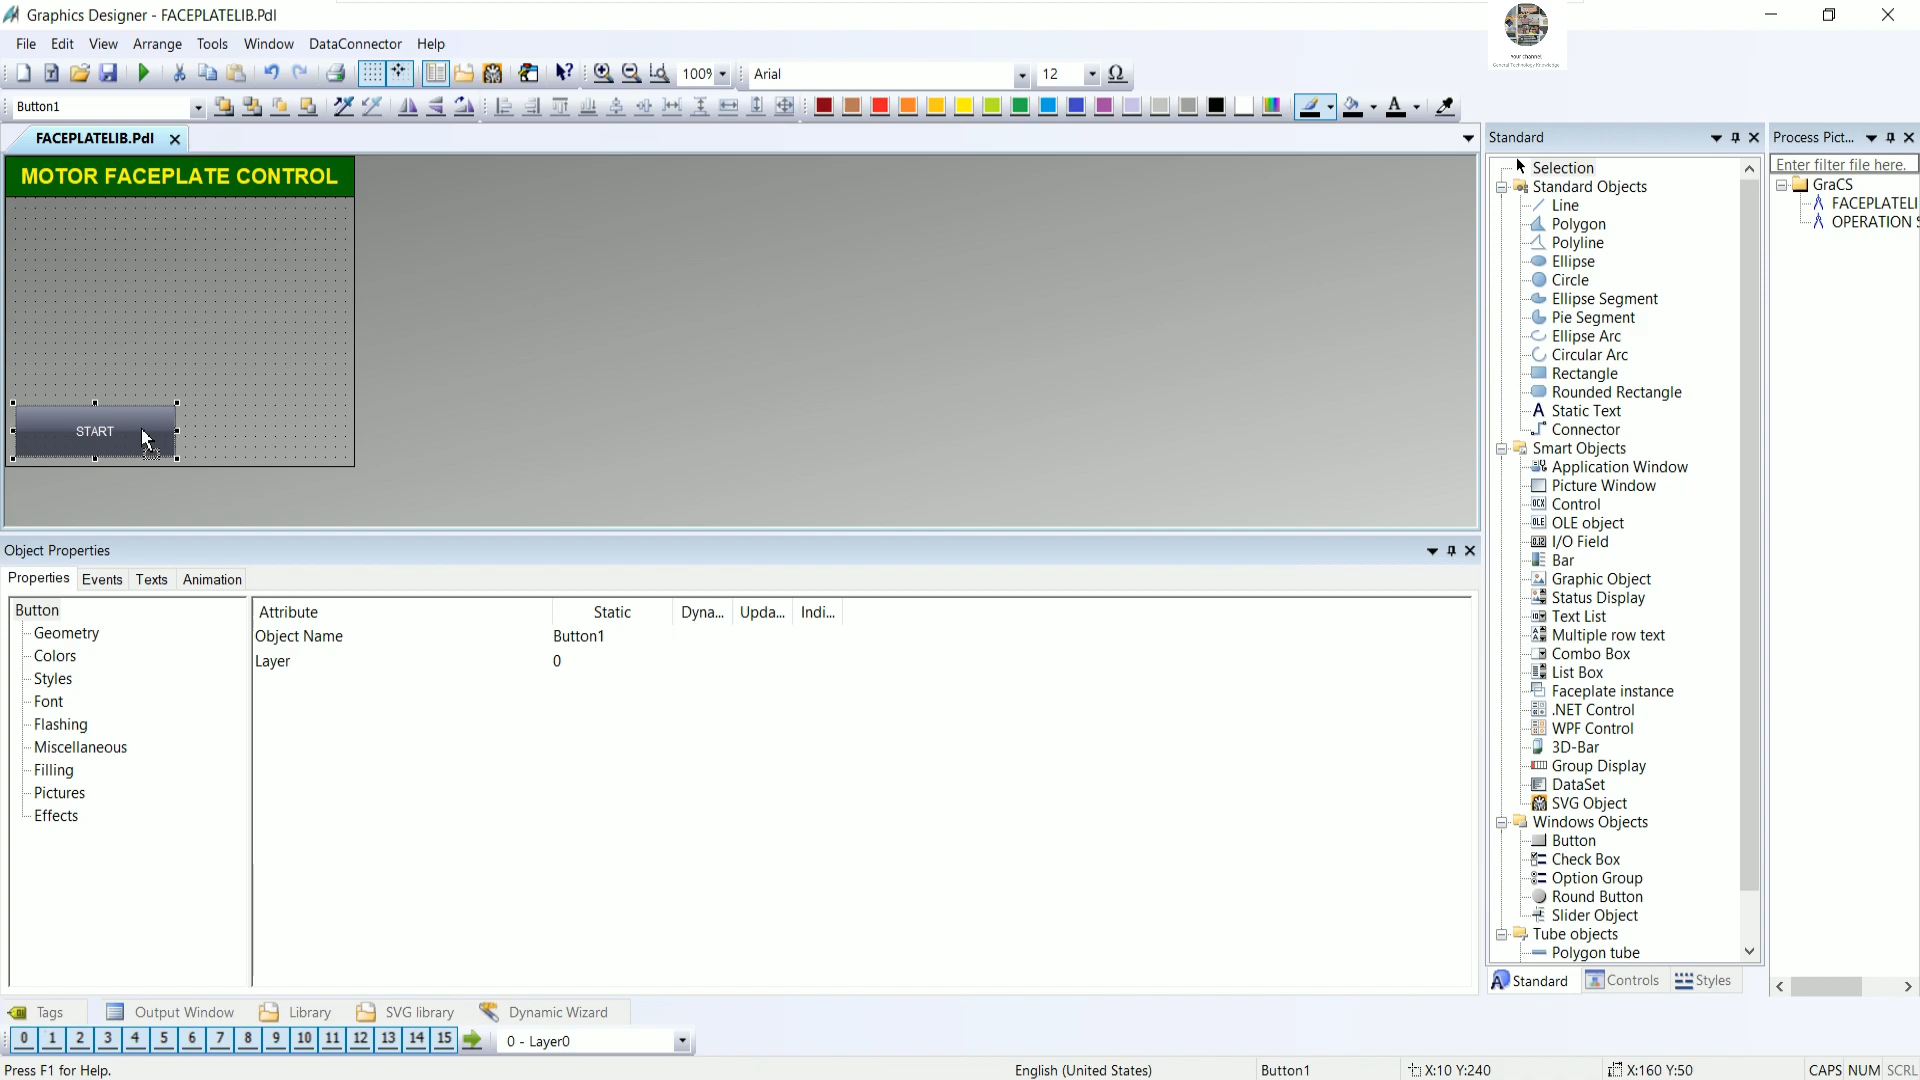 Graphics Designer - FACEPLATELIB.Pdl
Your channel
General Technology Knowledge
File Edit View Arrange Tools Window DataConnector Help
100% Arial 12 Ω
Button1
FACEPLATELIB.Pdl
MOTOR FACEPLATE CONTROL
START
Standard
Selection
Standard Objects
Line
Polygon
Polyline
Ellipse
Circle
Ellipse Segment
Pie Segment
Ellipse Arc
Circular Arc
Rectangle
Rounded Rectangle
Static Text
Connector
Smart Objects
Application Window
Picture Window
Control
OLE object
I/O Field
Bar
Graphic Object
Status Display
Text List
Multiple row text
Combo Box
List Box
Faceplate instance
.NET Control
WPF Control
3D-Bar
Group Display
DataSet
SVG Object
Windows Objects
Button
Check Box
Option Group
Round Button
Slider Object
Tube objects
Polygon tube
Standard Controls Styles
Process Pict...
Enter filter file here.
GraCS
FACEPLATELI
OPERATION S
Object Properties
Properties Events Texts Animation
Button
Geometry
Colors
Styles
Font
Flashing
Miscellaneous
Filling
Pictures
Effects
Attribute Static Dyna... Upda... Indi...
Object Name Button1
Layer 0
Tags Output Window Library SVG library Dynamic Wizard
0 1 2 3 4 5 6 7 8 9 10 11 12 13 14 15 0 - Layer0
Press F1 for Help. English (United States) Button1 X:10 Y:240 X:160 Y:50 CAPS NUM SCRL